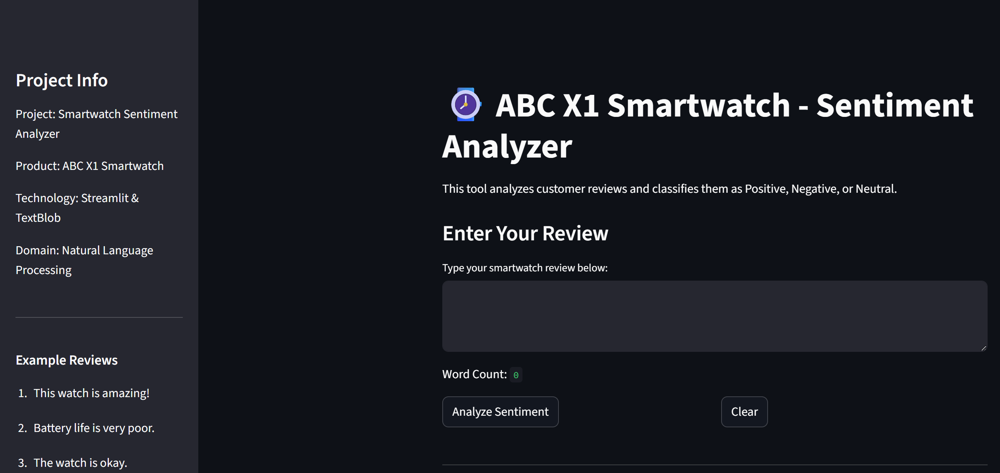 Project Info
Project: Smartwatch Sentiment
Analyzer
Product: ABC X1 Smartwatch
Technology: Streamlit &
TextBlob
Domain: Natural Language
Processing
Example Reviews
1. This watch is amazing!
2. Battery life is very poor.
3. The watch is okay.
ABC X1 Smartwatch - Sentiment
Analyzer
This tool analyzes customer reviews and classifies them as Positive, Negative, or Neutral.
Enter Your Review
Type your smartwatch review below:
Word Count: 0
Analyze Sentiment
Clear